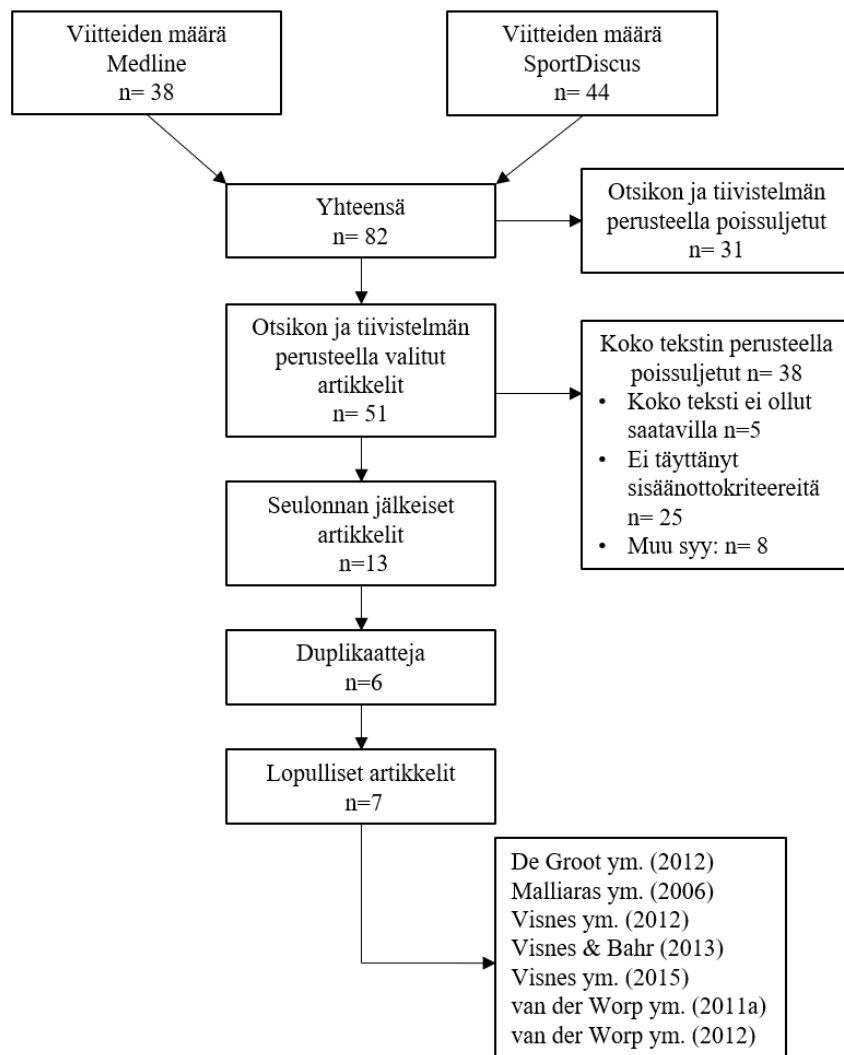 Viitteiden määrä
Medline
n= 38
Viitteiden määrä
SportDiscus
n= 44
Yhteensä
n= 82
Otsikon ja tiivistelmän
perusteella poissuljetut
n= 31
Otsikon ja tiivistelmän
perusteella valitut
artikkelit
n= 51
Koko tekstin perusteella
poissuljetut n= 38
• Koko teksti ei ollut
saatavilla n=5
• Ei täyttänyt
sisäänottokriteereitä
n= 25
• Muu syy: n= 8
Seulonnan jälkeiset
artikkelit
n=13
Duplikaatteja
n=6
Lopulliset artikkelit
n=7
De Groot ym. (2012)
Malliaras ym. (2006)
Visnes ym. (2012)
Visnes & Bahr (2013)
Visnes ym. (2015)
van der Worp ym. (2011a)
van der Worp ym. (2012)